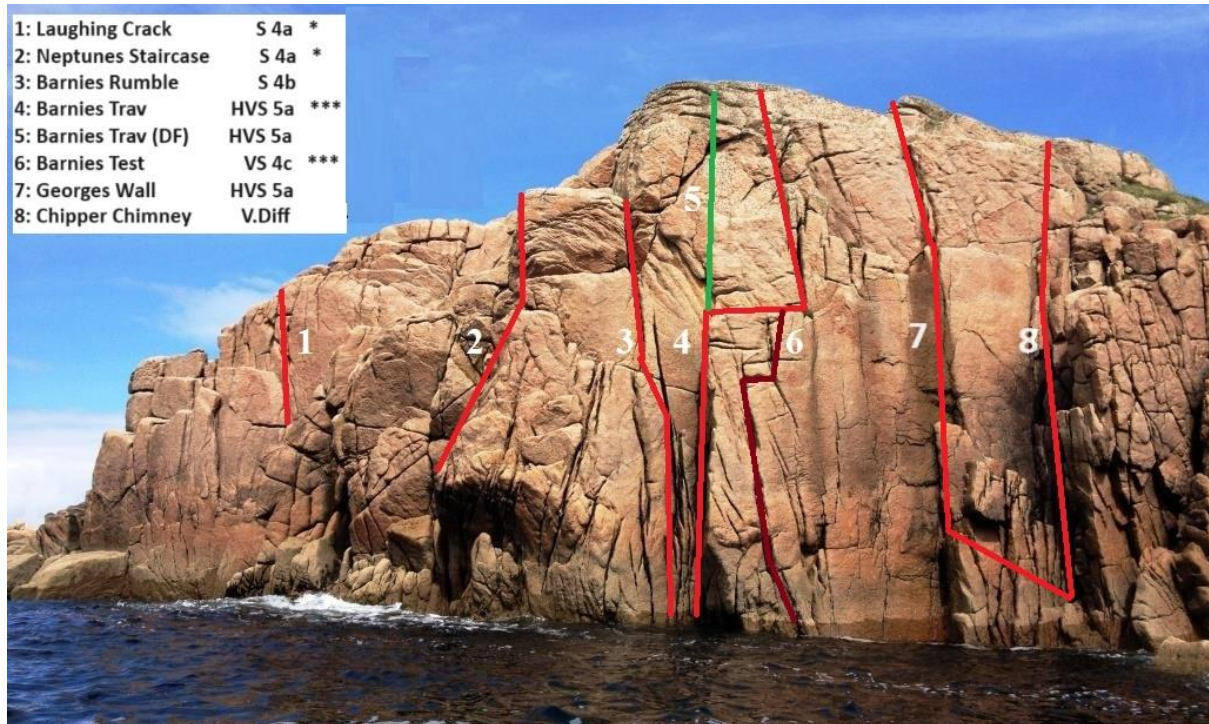 1: Laughing Crack S 4a *
2: Neptunes Staircase S 4a *
3: Barnies Rumble S 4b
4: Barnies Trav HVS 5a ***
5: Barnies Trav (DF) HVS 5a
6: Barnies Test VS 4c ***
7: Georges Wall HVS 5a
8: Chipper Chimney V.Diff
5
1
2
3
4
6
7
8